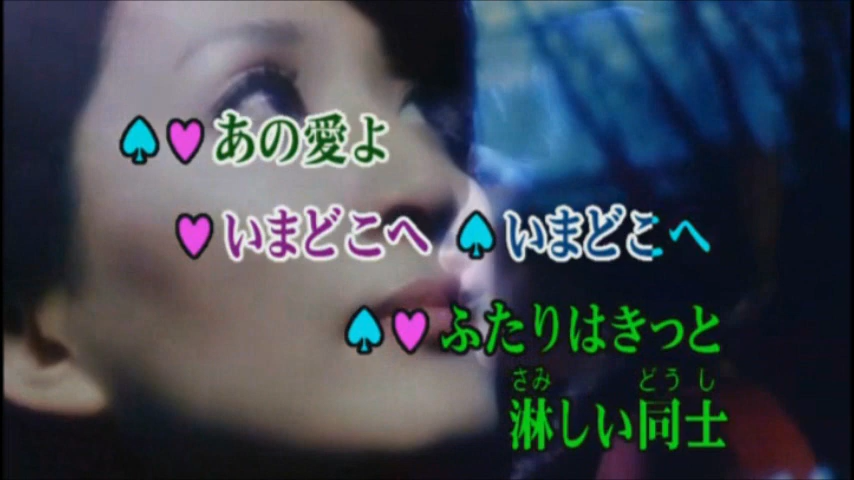 ♠♥あの愛よ
♥いまどこへ ♠いまどこへ
♠♥ふたりはきっと
さみ どうし
淋しい同士